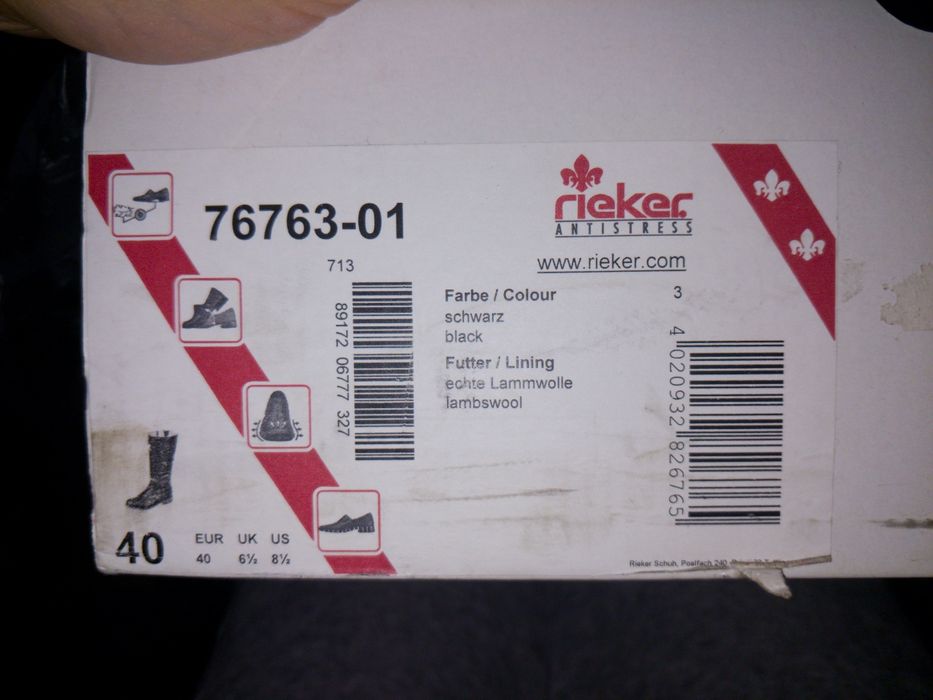 76763-01
713
89172 06777 327
rieker
ANTISTRESS
www.rieker.com
Farbe / Colour
schwarz
black
Futter / Lining
echte Lammwolle
lambswool
3
4 020932 826765
40
EUR UK US
40 6½ 8½
Rieker Schuh, Postfach 240